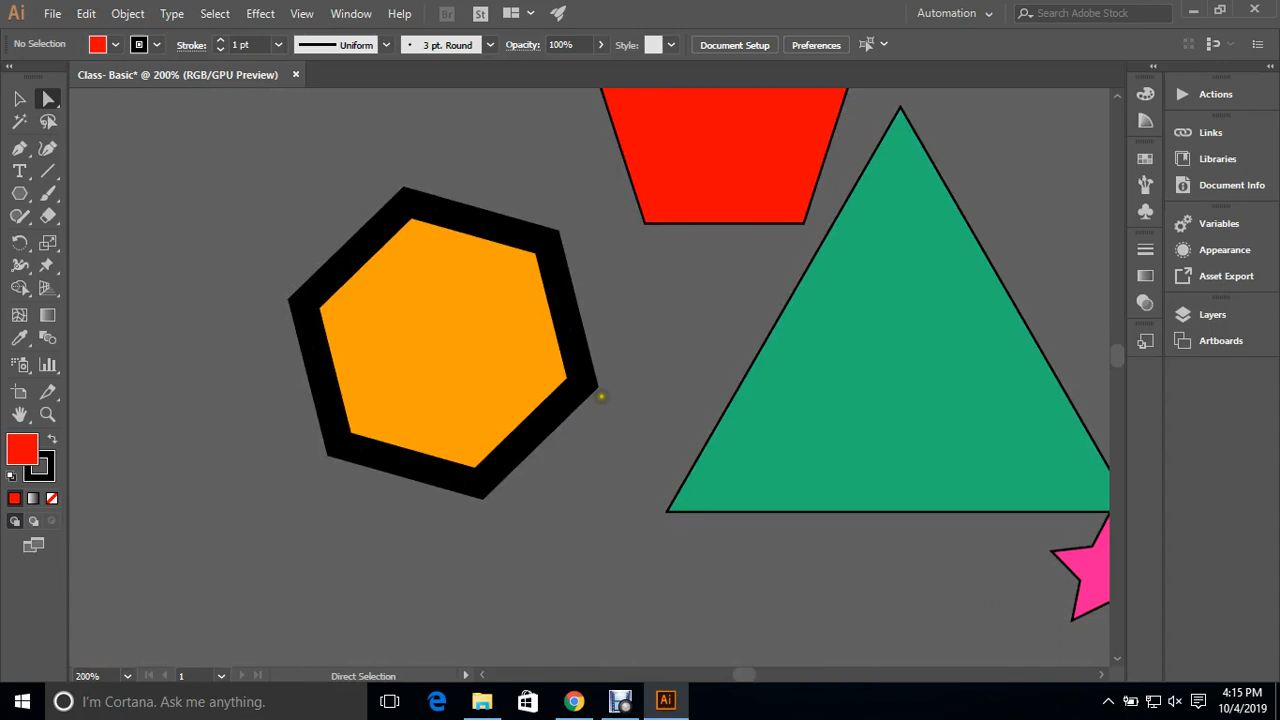 Ai File Edit Object Type Select Effect View Window Help Br St Automation Search Adobe Stock
No Selection Stroke: 1 pt Uniform 3 pt. Round Opacity: 100% Style: Document Setup Preferences
Class- Basic* @ 200% (RGB/GPU Preview)
Actions
Links
Libraries
Document Info
Variables
Appearance
Asset Export
Layers
Artboards
200% 1 Direct Selection
I'm Cortana. Ask me anything. Ai 4:15 PM
10/4/2019